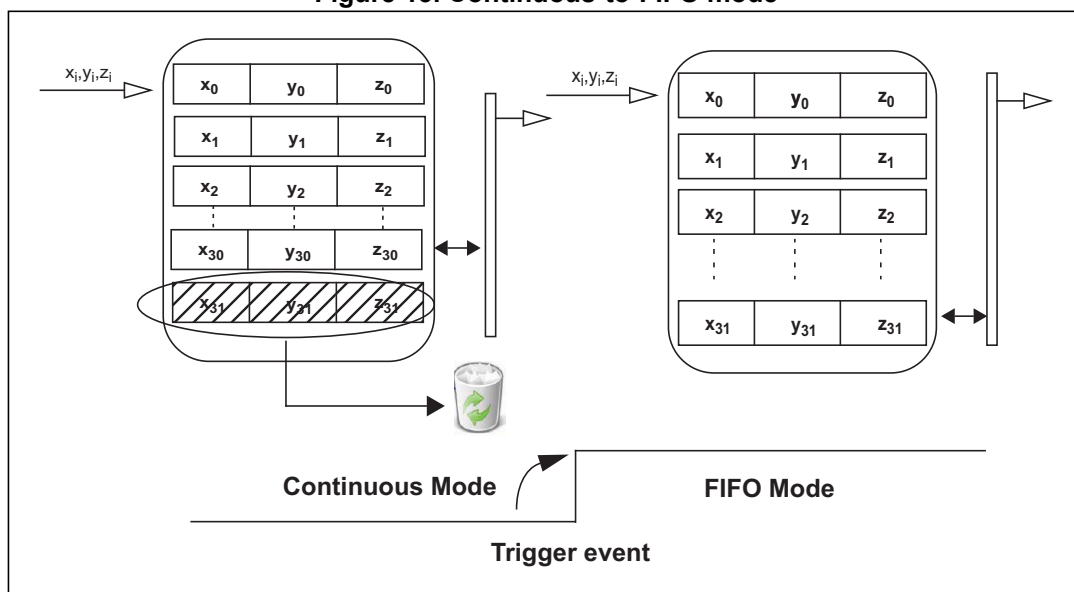 Figure Continuous-to-FIFO mode
xi,yi,zi
x0 y0 z0
x1 y1 z1
x2 y2 z2
x30 y30 z30
x31 y31 z31
xi,yi,zi
x0 y0 z0
x1 y1 z1
x2 y2 z2
x31 y31 z31
Continuous Mode
FIFO Mode
Trigger event